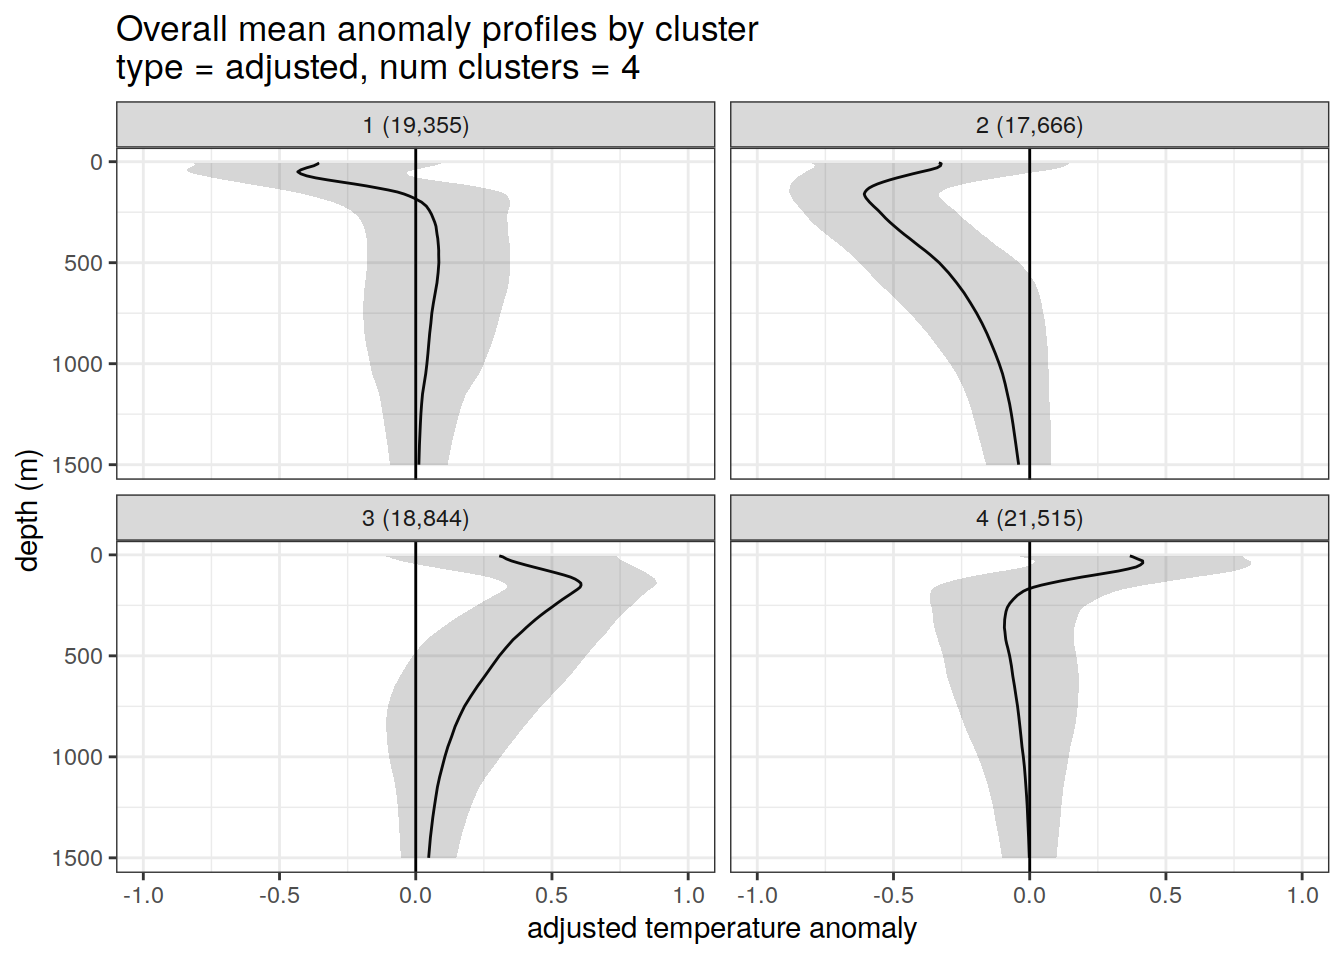 Overall mean anomaly profiles by cluster
type = adjusted, num clusters = 4
1 (19,355)
2 (17,666)
0
500
1000
1500
3 (18,844)
4 (21,515)
0
500
1000
1500
depth (m)
-1.0 -0.5 0.0 0.5 1.0 -1.0 -0.5 0.0 0.5 1.0
adjusted temperature anomaly